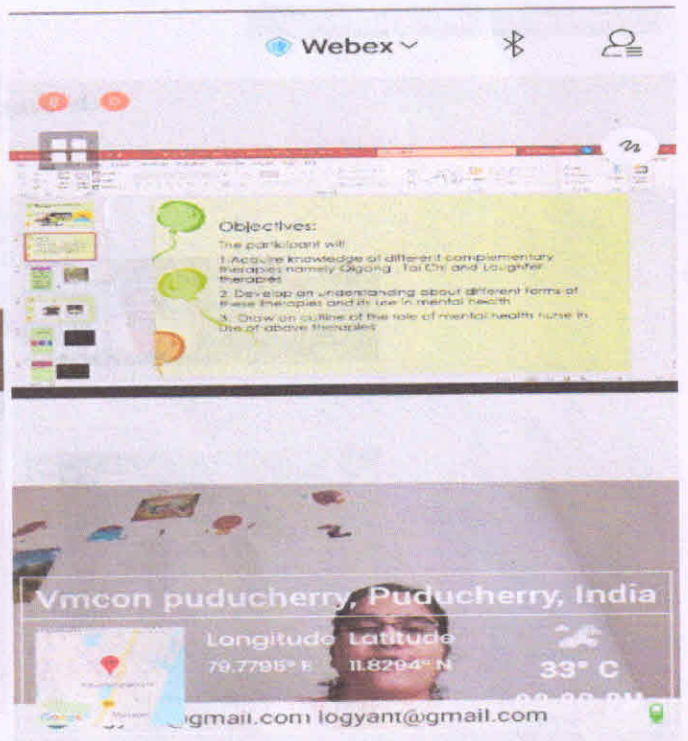 Webex
Objectives:
The participant will
1.Acquire knowledge of different complementary
therapies namely Qigong , Tai Chi and Laughter
therapies
2. Develop an understanding about different forms of
these therapies and its use in mental health
3. Draw an outline of the role of mental health nurse in
use of above therapies
Vmcon puducherry, Puducherry, India
Longitude Latitude
79.7795° E 11.8294° N
33° C
gmail.com logyant@gmail.com